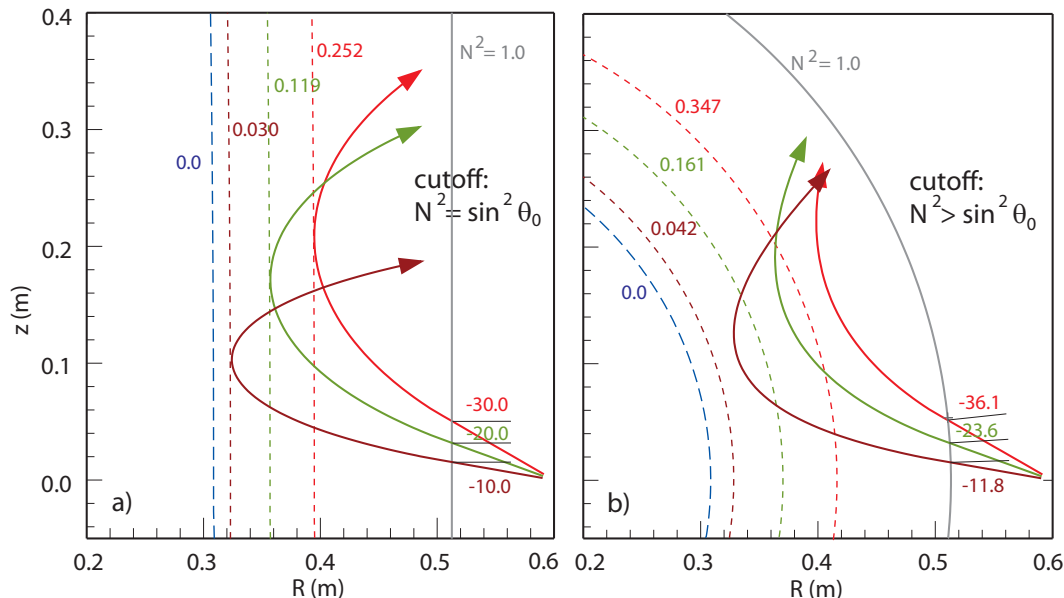 0.4
0.3
0.2
0.1
0.0
z (m)
0.252
N² = 1.0
0.119
0.030
0.0
cutoff:
N² = sin² θ₀
-30.0
-20.0
-10.0
a)
0.2
0.3
0.4
0.5
0.6
R (m)
N² = 1.0
0.347
0.161
0.042
0.0
cutoff:
N² > sin² θ₀
-36.1
-23.6
-11.8
b)
0.2
0.3
0.4
0.5
0.6
R (m)